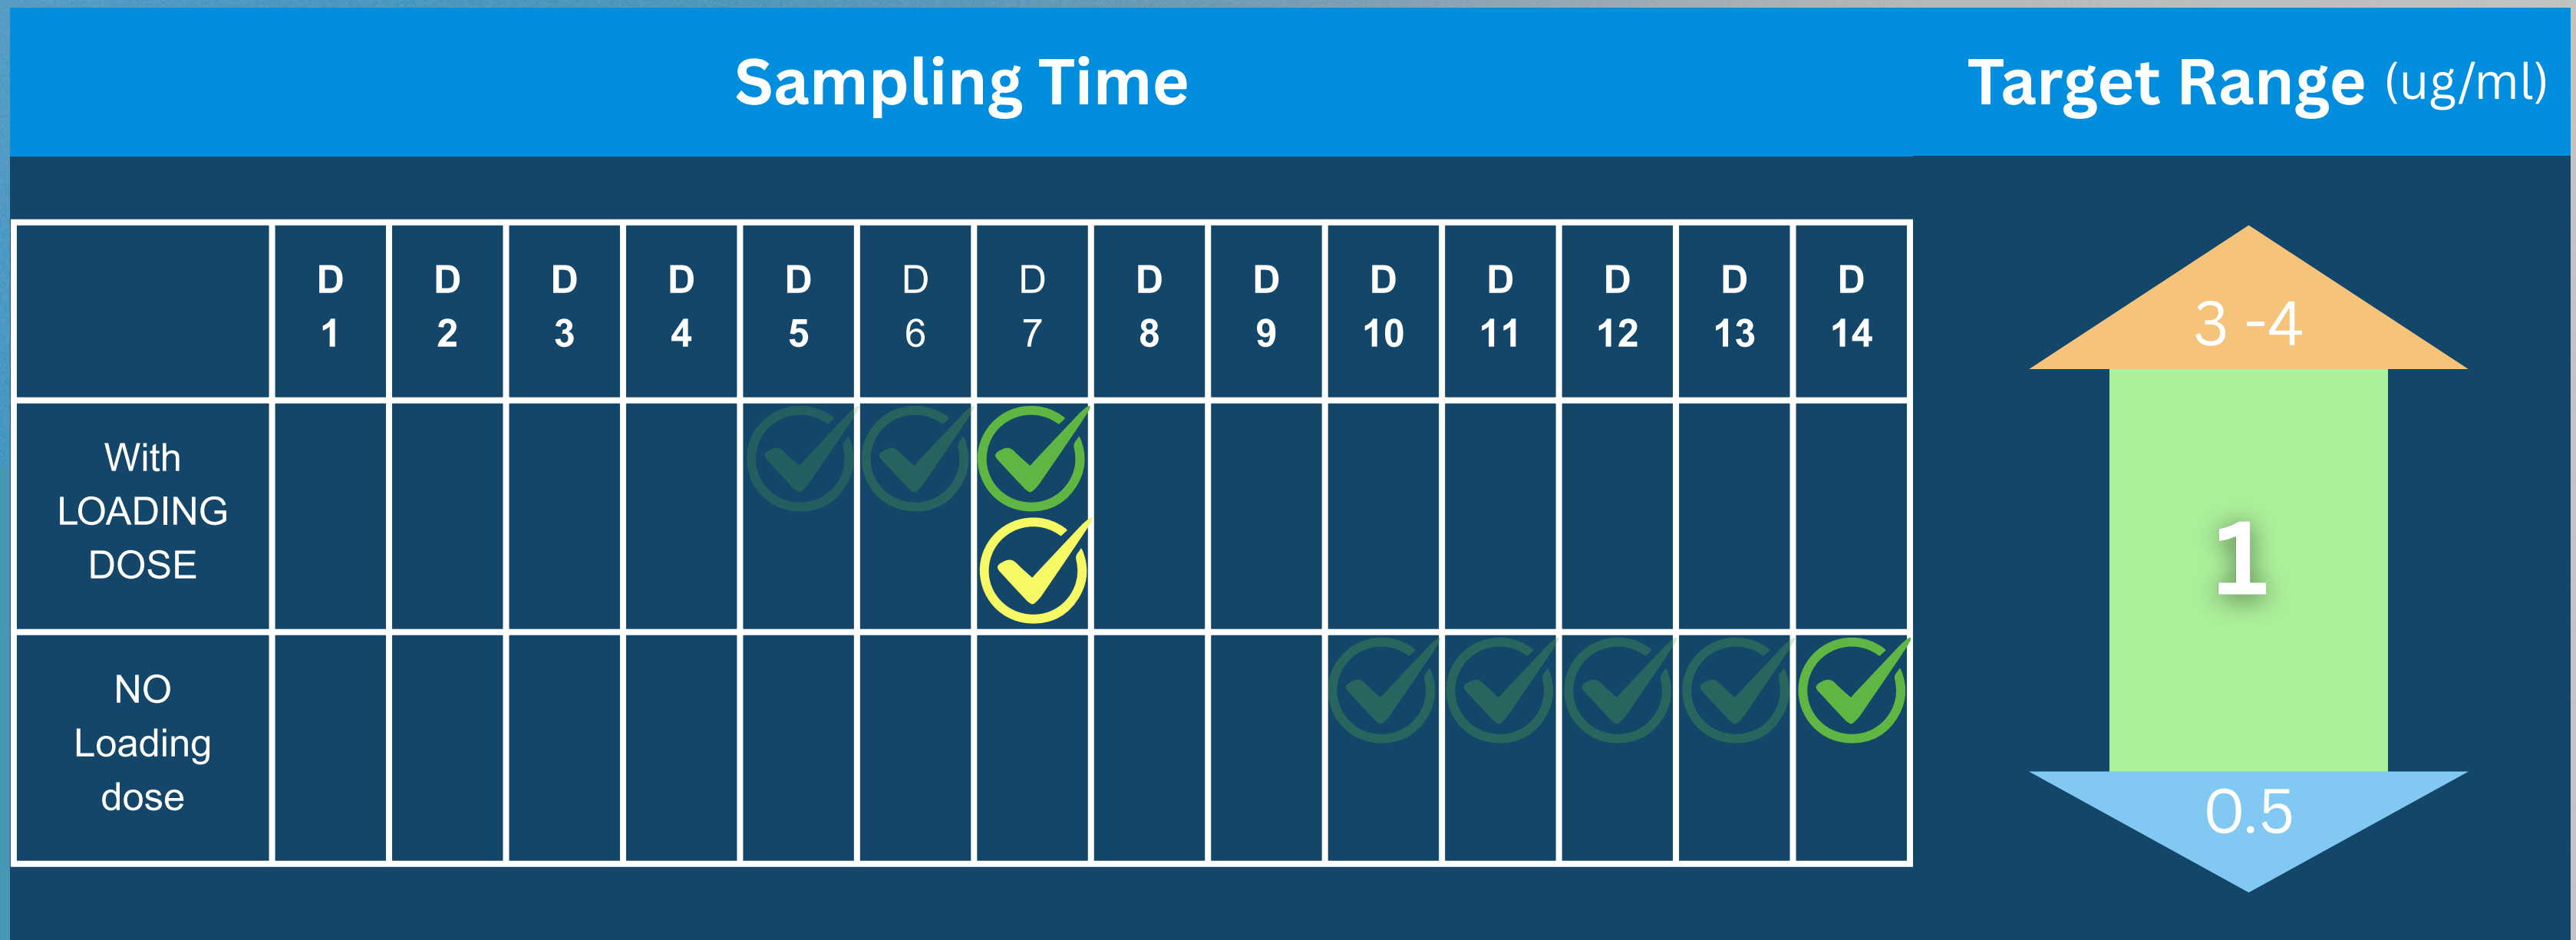 Sampling Time
Target Range (ug/ml)
D D D D D D D D D D D D D D
1 2 3 4 5 6 7 8 9 10 11 12 13 14
With
LOADING
DOSE
NO
Loading
dose
3 -4
1
0.5